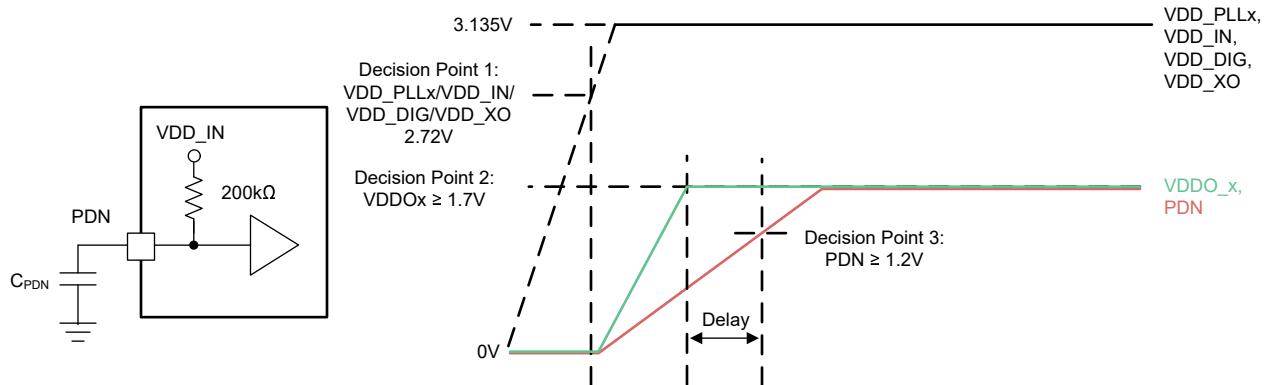 VDD_IN
200kΩ
PDN
CPDN
3.135V
Decision Point 1:
VDD_PLLx/VDD_IN/
VDD_DIG/VDD_XO
2.72V
Decision Point 2:
VDDOx ≥ 1.7V
0V
Decision Point 3:
PDN ≥ 1.2V
Delay
VDD_PLLx,
VDD_IN,
VDD_DIG,
VDD_XO
VDDO_x,
PDN